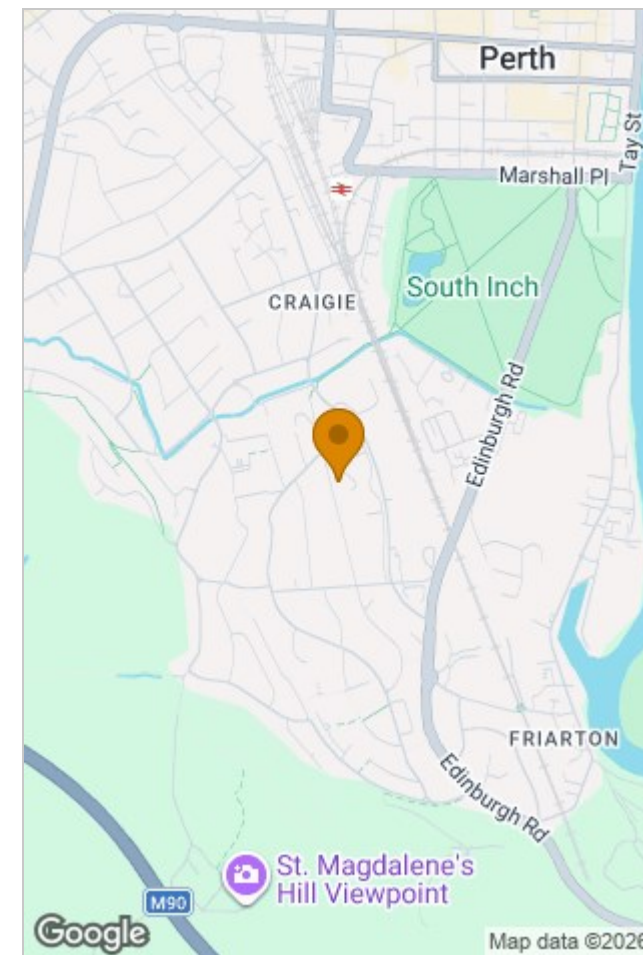 Perth
Tay St
Marshall Pl
South Inch
CRAIGIE
Edinburgh Rd
FRIARTON
Edinburgh Rd
St. Magdalene's
Hill Viewpoint
M90
Google
Map data ©2026